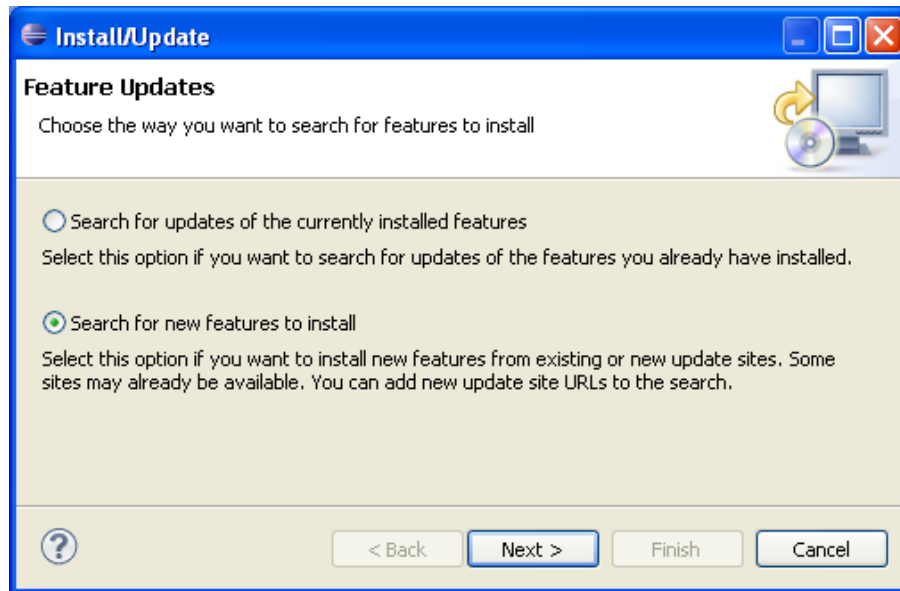 Install/Update
Feature Updates
Choose the way you want to search for features to install
Search for updates of the currently installed features
Select this option if you want to search for updates of the features you already have installed.
Search for new features to install
Select this option if you want to install new features from existing or new update sites. Some
sites may already be available. You can add new update site URLs to the search.
? < Back Next > Finish Cancel